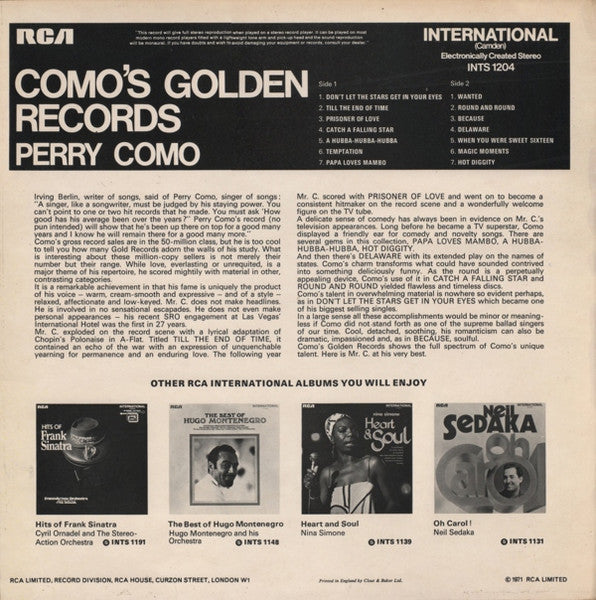 RCA
"This record will give full stereo reproduction when played on a stereo record player. It can be played on most
modern mono record players fitted with a lightweight tone arm and pick-up head and the sound reproduction
will be monaural. If you have doubts and wish to avoid damaging your equipment or records, consult your dealer."
INTERNATIONAL
(Camden)
Electronically Created Stereo
INTS 1204
COMO'S GOLDEN
RECORDS
PERRY COMO
Side 1
1. DON'T LET THE STARS GET IN YOUR EYES
2. TILL THE END OF TIME
3. PRISONER OF LOVE
4. CATCH A FALLING STAR
5. A HUBBA-HUBBA-HUBBA
6. TEMPTATION
7. PAPA LOVES MAMBO
Side 2
1. WANTED
2. ROUND AND ROUND
3. BECAUSE
4. DELAWARE
5. WHEN YOU WERE SWEET SIXTEEN
6. MAGIC MOMENTS
7. HOT DIGGITY
Irving Berlin, writer of songs, said of Perry Como, singer of songs:
"A singer, like a songwriter, must be judged by his staying power. You
can't point to one or two hit records that he made. You must ask 'How
good has his average been over the years?' Perry Como's record (no
pun intended) will show that he's been up there on top for a good many
years and I know he will remain there for a good many more."
Como's gross record sales are in the 50-million class, but he is too cool
to tell you how many Gold Records adorn the walls of his study. What
is interesting about these million-copy sellers is not merely their
number but their range. While love, everlasting or unrequited, is a
major theme of his repertoire, he scored nightly with material in other,
contrasting categories.
It is a remarkable achievement in that his fame is uniquely the product
of his voice – warm, cream-smooth and expressive – and of a style –
relaxed, affectionate and low-keyed. Mr. C. does not make headlines.
He is involved in no sensational escapades. He does not even make
personal appearances – his recent SRO engagement at Las Vegas'
International Hotel was the first in 27 years.
Mr. C. exploded on the record scene with a lyrical adaptation of
Chopin's Polonaise in A-Flat. Titled TILL THE END OF TIME, it
contained an echo of the war with an expression of unquenchable
yearning for permanence and an enduring love. The following year
Mr. C. scored with PRISONER OF LOVE and went on to become a
consistent hitmaker on the record scene and a wonderfully welcome
figure on the TV tube.
A delicate sense of comedy has always been in evidence on Mr. C.'s
television appearances. Long before he became a TV superstar, Como
displayed a friendly ear for comedy and novelty songs. There are
several gems in this collection, PAPA LOVES MAMBO, A HUBBA-
HUBBA-HUBBA, HOT DIGGITY.
And then there's DELAWARE with its extended play on the names of
states. Como's charm transforms what could have sounded contrived
into something deliciously funny. As the round is a perpetually
appealing device, Como's use of it in CATCH A FALLING STAR and
ROUND AND ROUND yielded flawless and timeless discs.
Como's talent in overwhelming material is nowhere so evident perhaps,
as in DON'T LET THE STARS GET IN YOUR EYES which became one
of his biggest selling singles.
In a large sense all these accomplishments would be minor or meaning-
less if Como did not stand forth as one of the supreme ballad singers
of our time. Cool, detached, soothing, his romanticism can also be
dramatic, impassioned and, as in BECAUSE, soulful.
Como's Golden Records shows the full spectrum of Como's unique
talent. Here is Mr. C. at his very best.
OTHER RCA INTERNATIONAL ALBUMS YOU WILL ENJOY
RCA
INTERNATIONAL
HITS OF
Frank
Sinatra
RCA
INTERNATIONAL
THE BEST OF
HUGO MONTENEGRO
RCA
INTERNATIONAL
nina simone
Heart
& Soul
RCA
INTERNATIONAL
Neil
SEDAKA
Oh Carol!
Hits of Frank Sinatra
Cyril Ornadel and The Stereo-
Action Orchestra INTS 1191
The Best of Hugo Montenegro
Hugo Montenegro and his
Orchestra INTS 1148
Heart and Soul
Nina Simone
INTS 1139
Oh Carol!
Neil Sedaka
INTS 1131
RCA LIMITED, RECORD DIVISION, RCA HOUSE, CURZON STREET, LONDON W1
Printed in England by Clout & Baker Ltd.
© 1971 RCA LIMITED